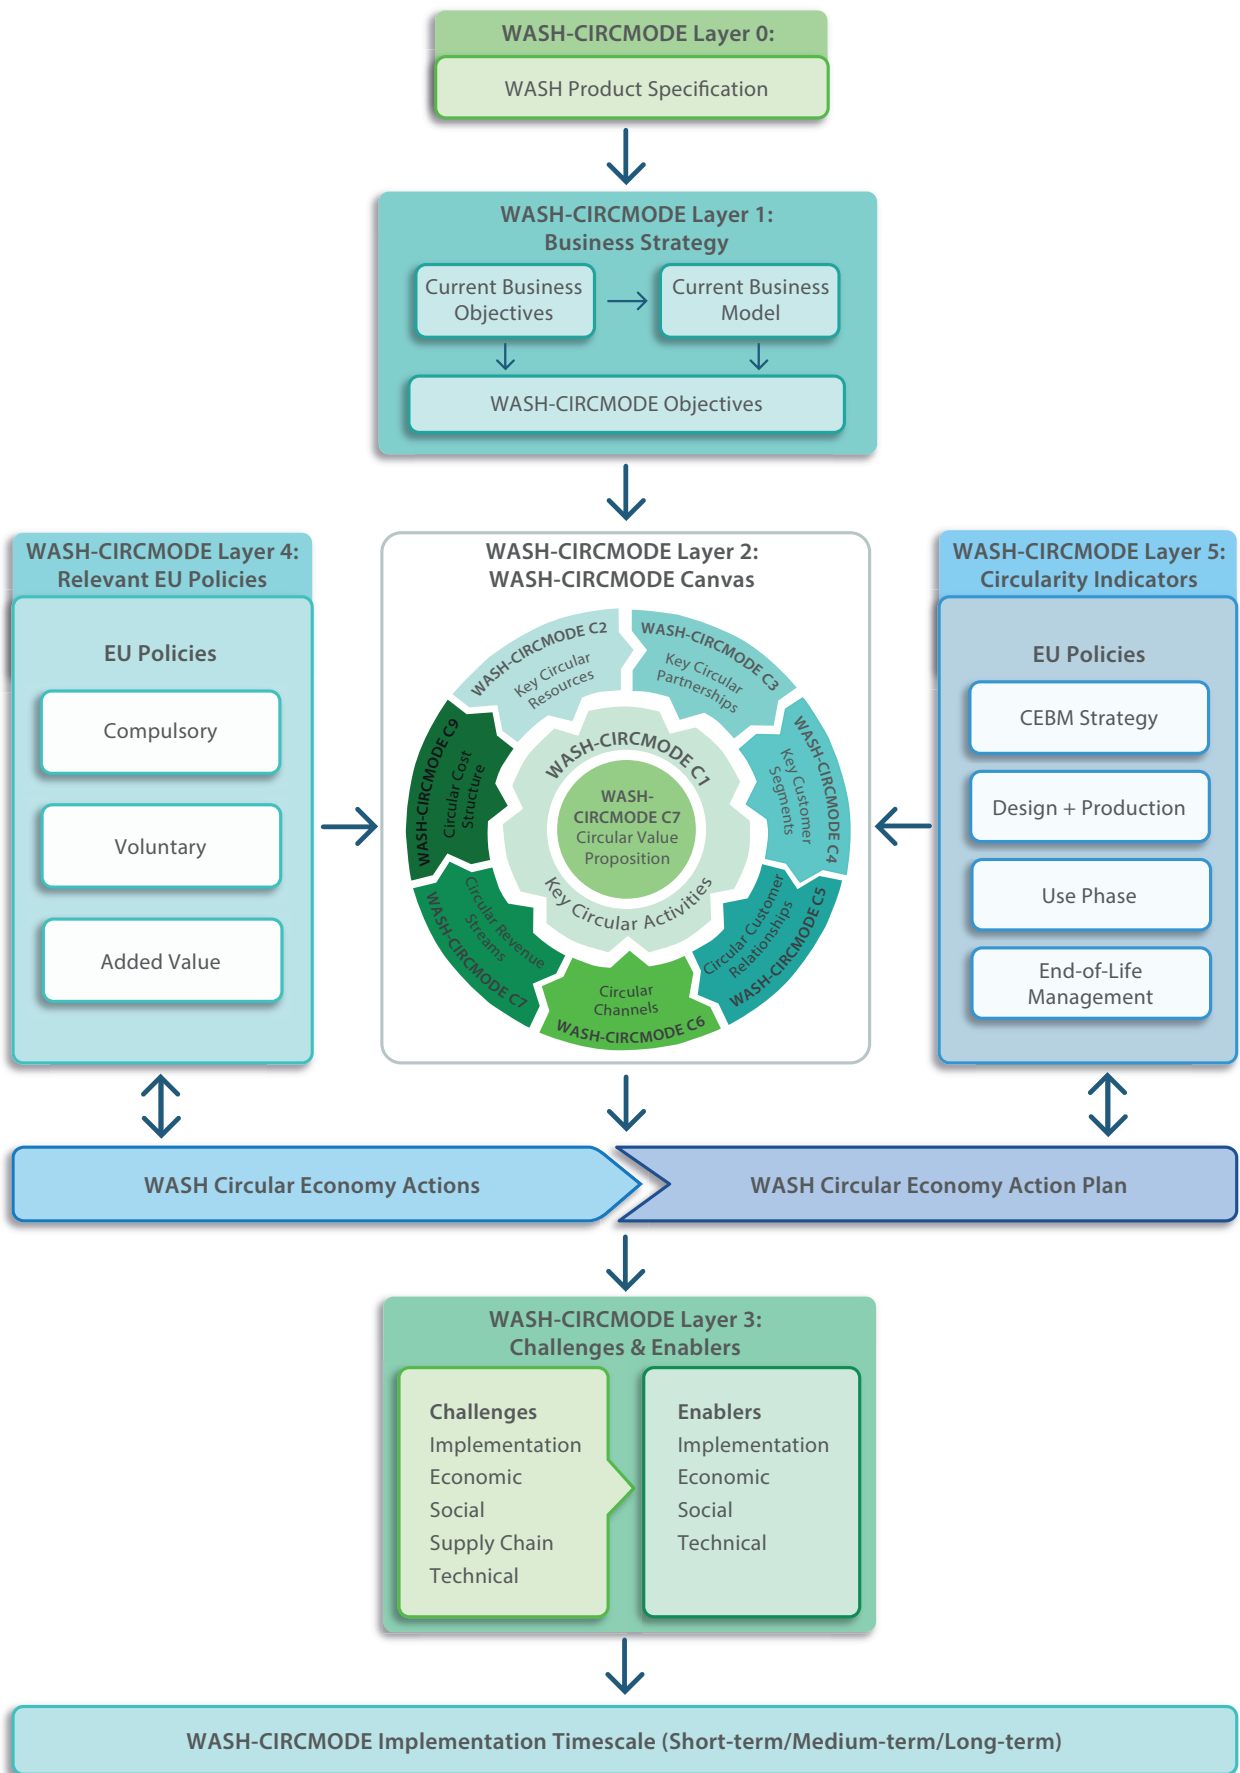 WASH-CIRCMODE Layer 0:
WASH Product Specification
WASH-CIRCMODE Layer 1:
Business Strategy
Current Business
Objectives
Current Business
Model
WASH-CIRCMODE Objectives
WASH-CIRCMODE Layer 4:
Relevant EU Policies
EU Policies
Compulsory
Voluntary
Added Value
WASH-CIRCMODE Layer 2:
WASH-CIRCMODE Canvas
WASH-CIRCMODE C2
Key Circular
Resources
WASH-CIRCMODE C3
Key Circular
Partnerships
WASH-CIRCMODE C4
Key Customer
Segments
WASH-CIRCMODE C5
Circular Customer
Relationships
Circular
Channels
WASH-CIRCMODE C6
Circular Revenue
Streams
WASH-CIRCMODE C7
WASH-CIRCMODE C9
Circular Cost
Structure
WASH-CIRCMODE C1
Key Circular Activities
WASH-
CIRCMODE C7
Circular Value
Proposition
WASH-CIRCMODE Layer 5:
Circularity Indicators
EU Policies
CEBM Strategy
Design + Production
Use Phase
End-of-Life
Management
WASH Circular Economy Actions
WASH Circular Economy Action Plan
WASH-CIRCMODE Layer 3:
Challenges & Enablers
Challenges
Implementation
Economic
Social
Supply Chain
Technical
Enablers
Implementation
Economic
Social
Technical
WASH-CIRCMODE Implementation Timescale (Short-term/Medium-term/Long-term)